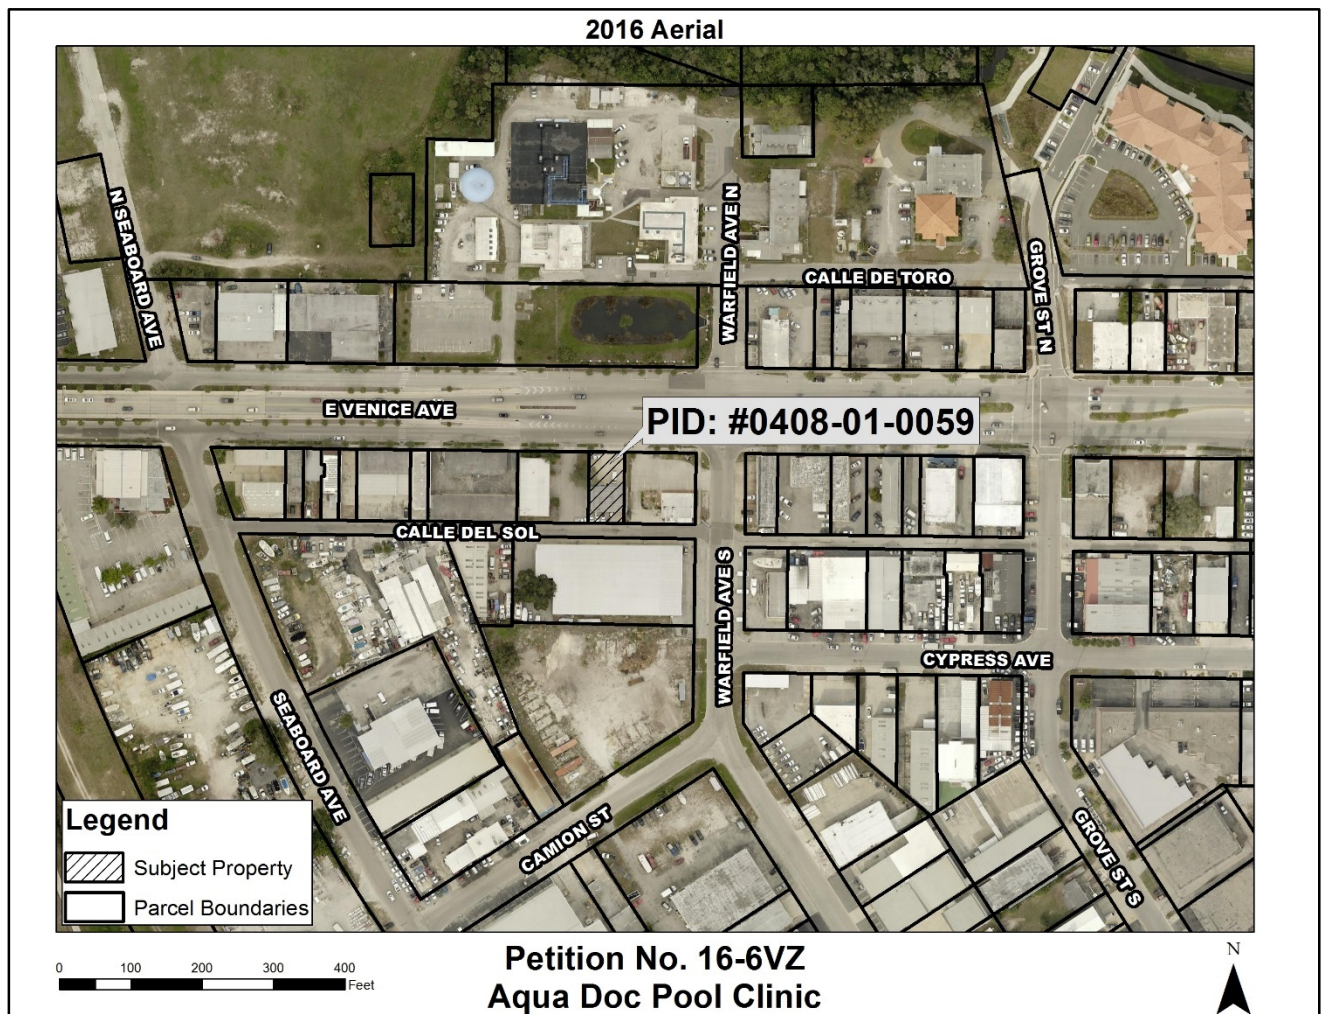 2016 Aerial
N SEABOARD AVE
WARFIELD AVE N
CALLE DE TORO
GROVE ST N
E VENICE AVE
PID: #0408-01-0059
CALLE DEL SOL
WARFIELD AVE S
CYPRESS AVE
SEABOARD AVE
CAMION ST
GROVE ST S
Legend
Subject Property
Parcel Boundaries
0 100 200 300 400
Feet
Petition No. 16-6VZ
Aqua Doc Pool Clinic
N